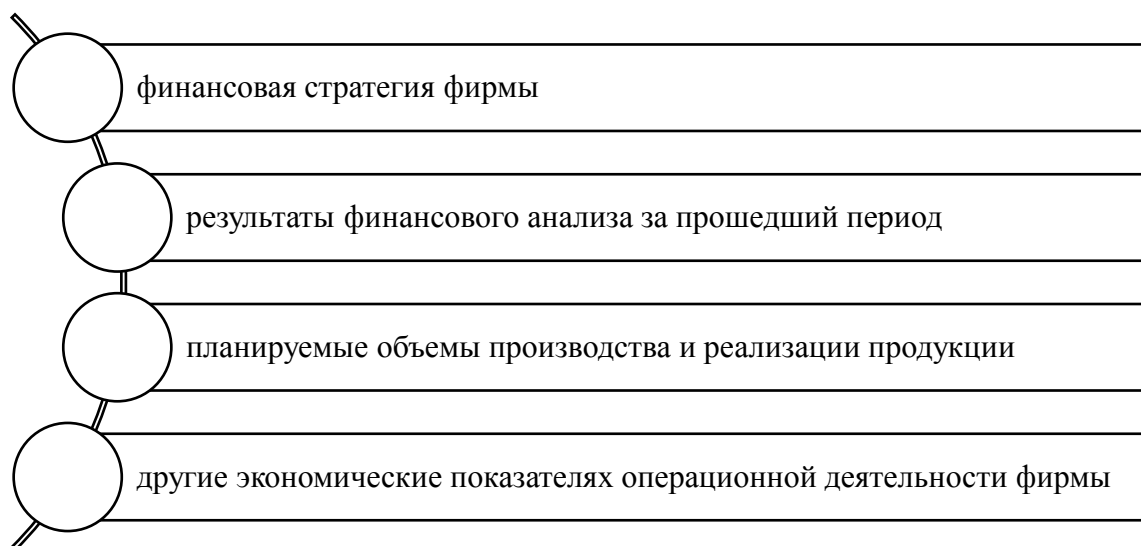 финансовая стратегия фирмы
результаты финансового анализа за прошедший период
планируемые объемы производства и реализации продукции
другие экономические показателях операционной деятельности фирмы